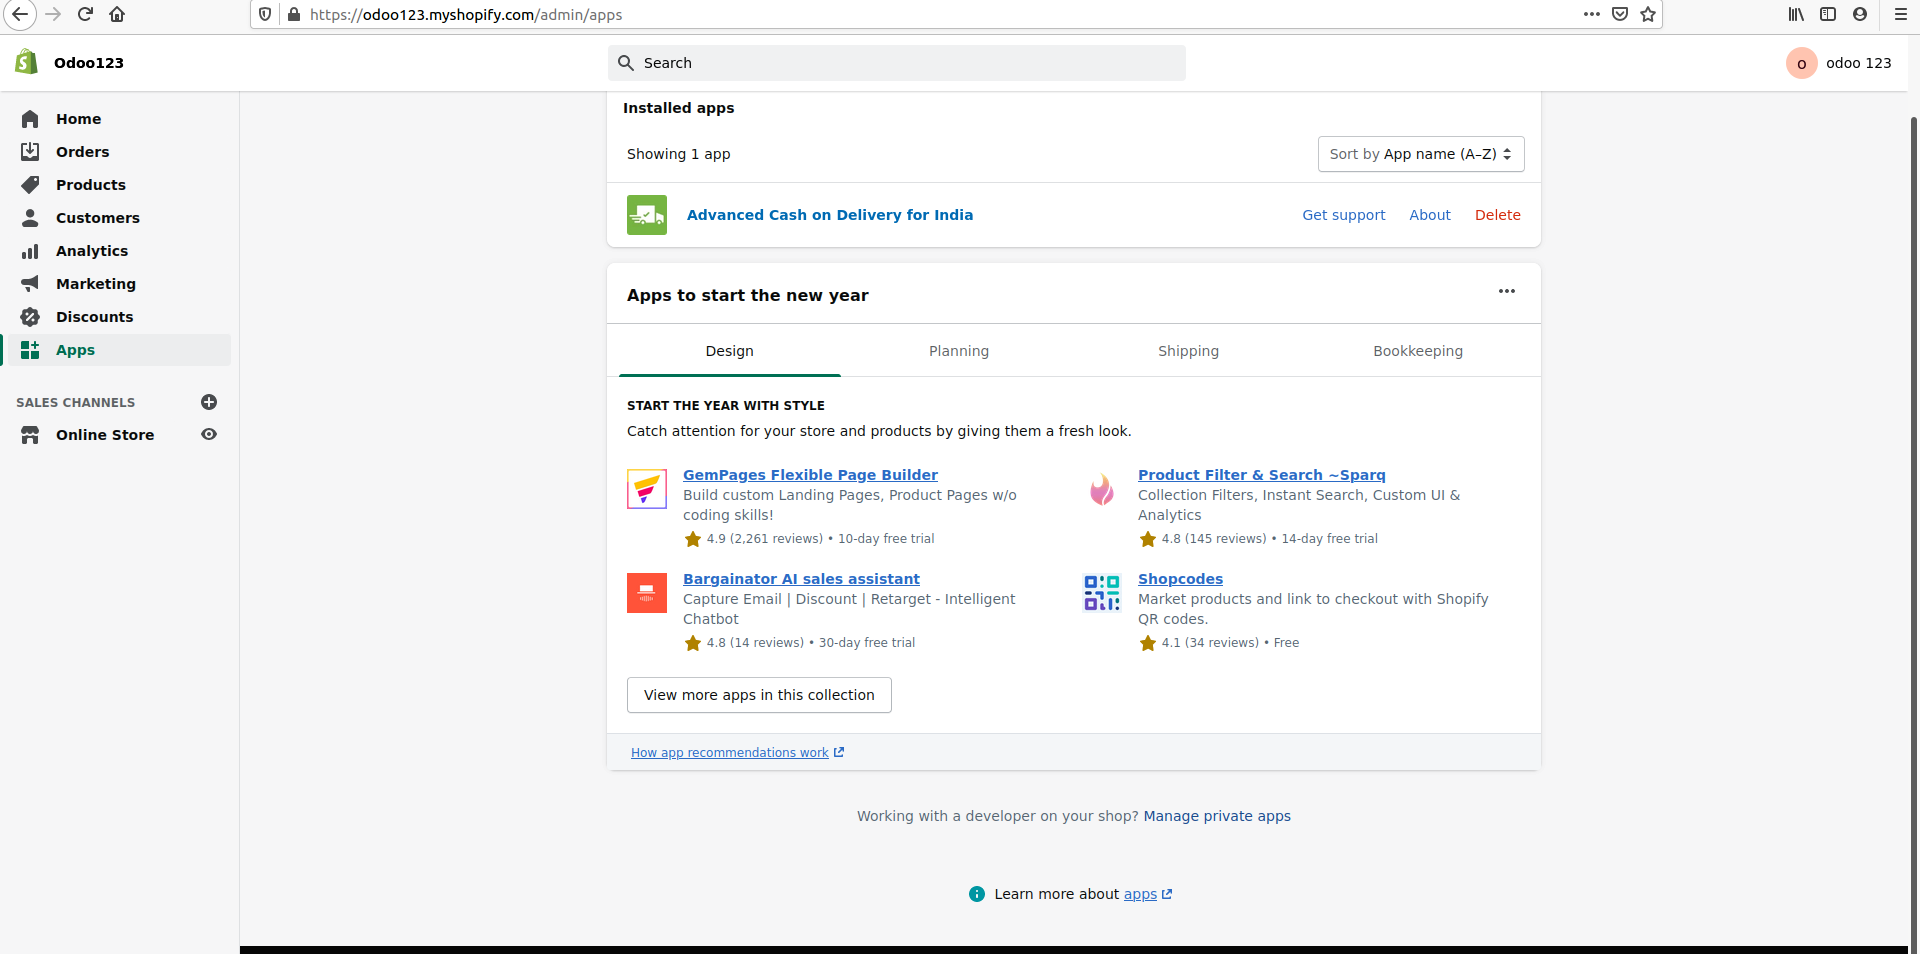 https://odoo123.myshopify.com/admin/apps
Odoo123
Search
o
odoo 123
Home
Orders
Products
Customers
Analytics
Marketing
Discounts
Apps
SALES CHANNELS
Online Store
Installed apps
Showing 1 app
Sort by App name (A–Z)
Advanced Cash on Delivery for India
Get support
About
Delete
Apps to start the new year
Design
Planning
Shipping
Bookkeeping
START THE YEAR WITH STYLE
Catch attention for your store and products by giving them a fresh look.
GemPages Flexible Page Builder
Build custom Landing Pages, Product Pages w/o
coding skills!
4.9 (2,261 reviews) • 10-day free trial
Product Filter & Search ~Sparq
Collection Filters, Instant Search, Custom UI &
Analytics
4.8 (145 reviews) • 14-day free trial
Bargainator AI sales assistant
Capture Email | Discount | Retarget - Intelligent
Chatbot
4.8 (14 reviews) • 30-day free trial
Shopcodes
Market products and link to checkout with Shopify
QR codes.
4.1 (34 reviews) • Free
View more apps in this collection
How app recommendations work
Working with a developer on your shop? Manage private apps
Learn more about apps